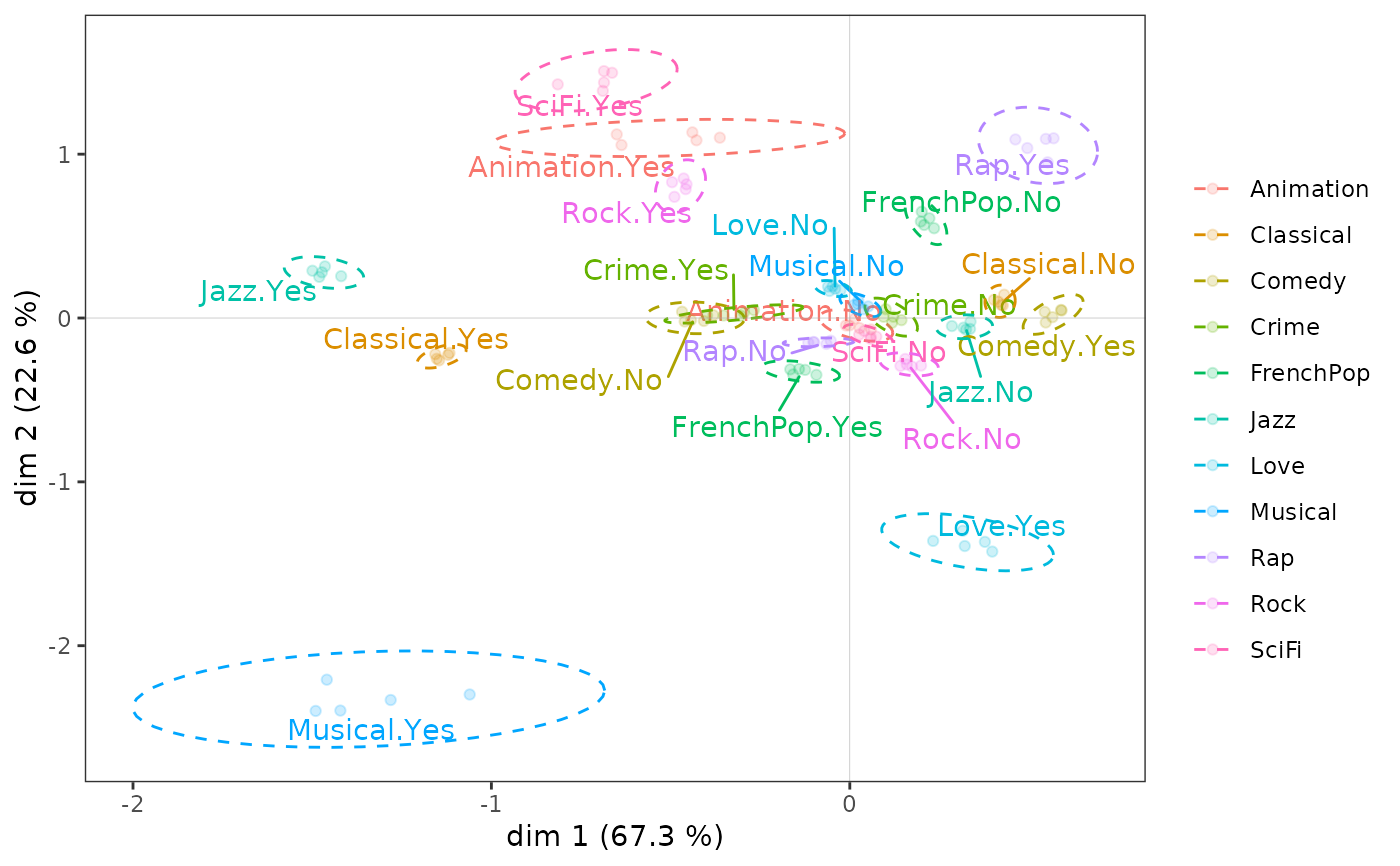 SciFi.Yes
Animation.Yes
Rap.Yes
Rock.Yes
FrenchPop.No
Love.No
Crime.Yes
Musical.No
Classical.No
Jazz.Yes
Animation.No
Crime.No
Classical.Yes
Rap.No
SciFi.No
Comedy.Yes
Comedy.No
Jazz.No
FrenchPop.Yes
Rock.No
Love.Yes
Musical.Yes
1
0
-1
-2
-2
-1
0
dim 1 (67.3 %)
dim 2 (22.6 %)
Animation
Classical
Comedy
Crime
FrenchPop
Jazz
Love
Musical
Rap
Rock
SciFi